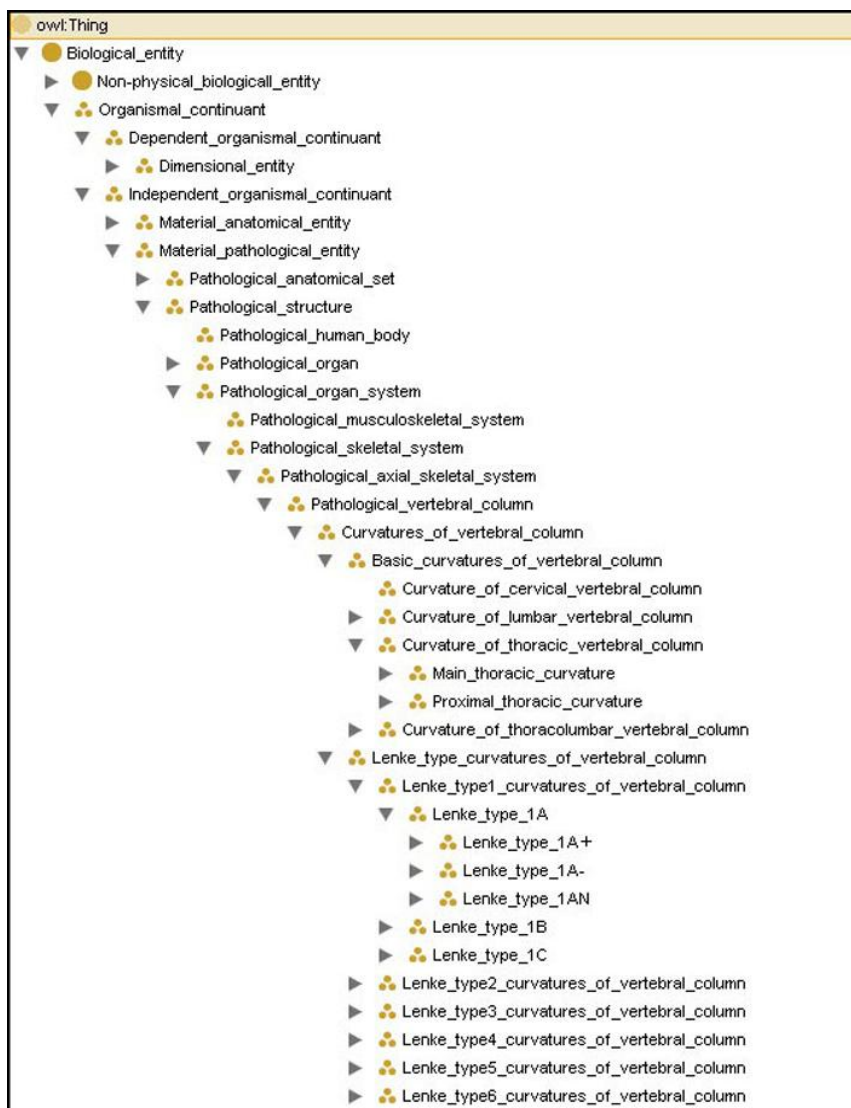 owl:Thing
Biological_entity
Non-physical_biologicall_entity
Organismal_continuant
Dependent_organismal_continuant
Dimensional_entity
Independent_organismal_continuant
Material_anatomical_entity
Material_pathological_entity
Pathological_anatomical_set
Pathological_structure
Pathological_human_body
Pathological_organ
Pathological_organ_system
Pathological_musculoskeletal_system
Pathological_skeletal_system
Pathological_axial_skeletal_system
Pathological_vertebral_column
Curvatures_of_vertebral_column
Basic_curvatures_of_vertebral_column
Curvature_of_cervical_vertebral_column
Curvature_of_lumbar_vertebral_column
Curvature_of_thoracic_vertebral_column
Main_thoracic_curvature
Proximal_thoracic_curvature
Curvature_of_thoracolumbar_vertebral_column
Lenke_type_curvatures_of_vertebral_column
Lenke_type1_curvatures_of_vertebral_column
Lenke_type_1A
Lenke_type_1A+
Lenke_type_1A-
Lenke_type_1AN
Lenke_type_1B
Lenke_type_1C
Lenke_type2_curvatures_of_vertebral_column
Lenke_type3_curvatures_of_vertebral_column
Lenke_type4_curvatures_of_vertebral_column
Lenke_type5_curvatures_of_vertebral_column
Lenke_type6_curvatures_of_vertebral_column